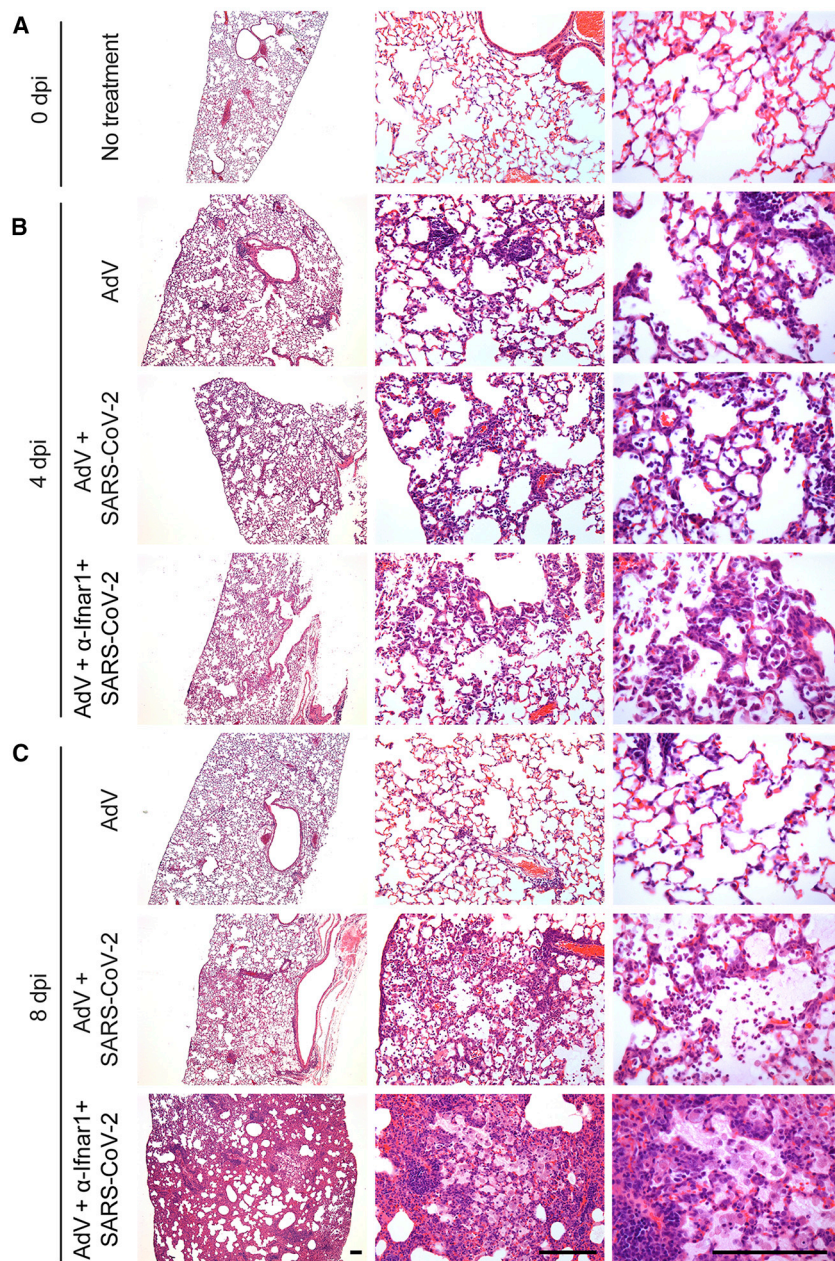 A
0 dpi
No treatment
B
4 dpi
AdV
AdV +
SARS-CoV-2
AdV + α-Ifnar1+
SARS-CoV-2
C
8 dpi
AdV
AdV +
SARS-CoV-2
AdV + α-Ifnar1+
SARS-CoV-2